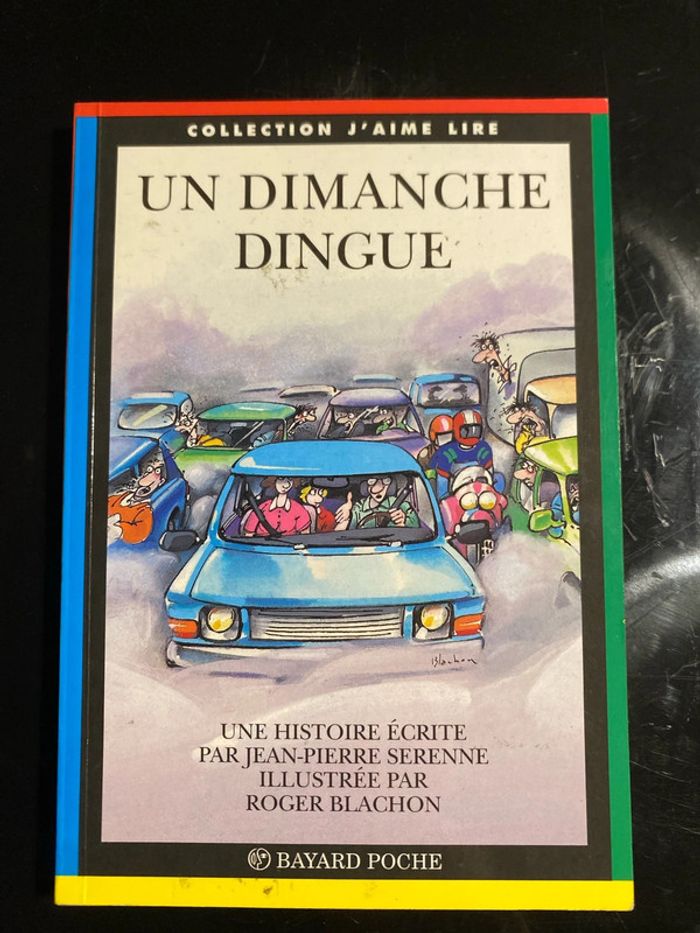 COLLECTION J'AIME LIRE
UN DIMANCHE
DINGUE
Blachon
UNE HISTOIRE ÉCRITE
PAR JEAN-PIERRE SERENNE
ILLUSTRÉE PAR
ROGER BLACHON
BAYARD POCHE